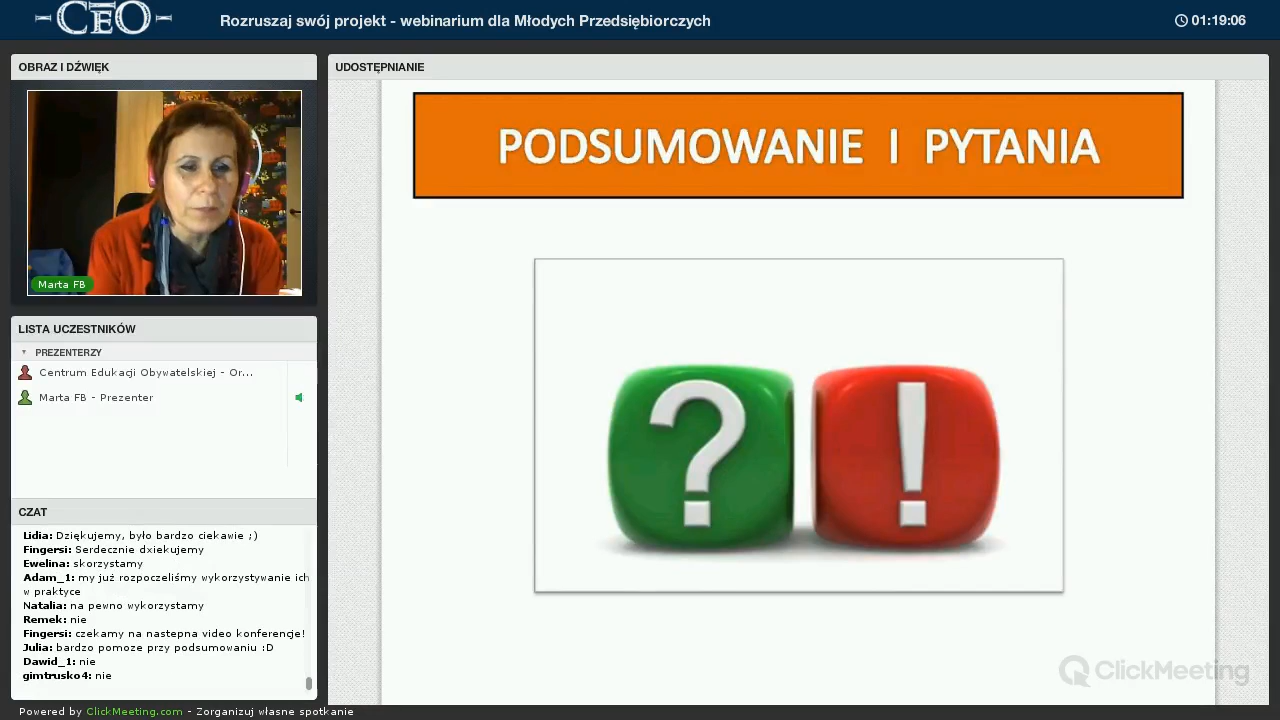 CEO
Rozruszaj swój projekt - webinarium dla Młodych Przedsiębiorczych
01:19:06
OBRAZ I DŹWIĘK
Marta FB
LISTA UCZESTNIKÓW
PREZENTERZY
Centrum Edukacji Obywatelskiej - Or...
Marta FB - Prezenter
CZAT
Lidia: Dziękujemy, było bardzo ciekawie ;)
Fingersi: Serdecznie dxiekujemy
Ewelina: skorzystamy
Adam_1: my już rozpoczeliśmy wykorzystywanie ich
w praktyce
Natalia: na pewno wykorzystamy
Remek: nie
Fingersi: czekamy na nastepna video konferencje!
Julia: bardzo pomoze przy podsumowaniu :D
Dawid_1: nie
gimtrusko4: nie
Powered by ClickMeeting.com - Zorganizuj własne spotkanie
UDOSTĘPNIANIE
PODSUMOWANIE I PYTANIA
? !
ClickMeeting